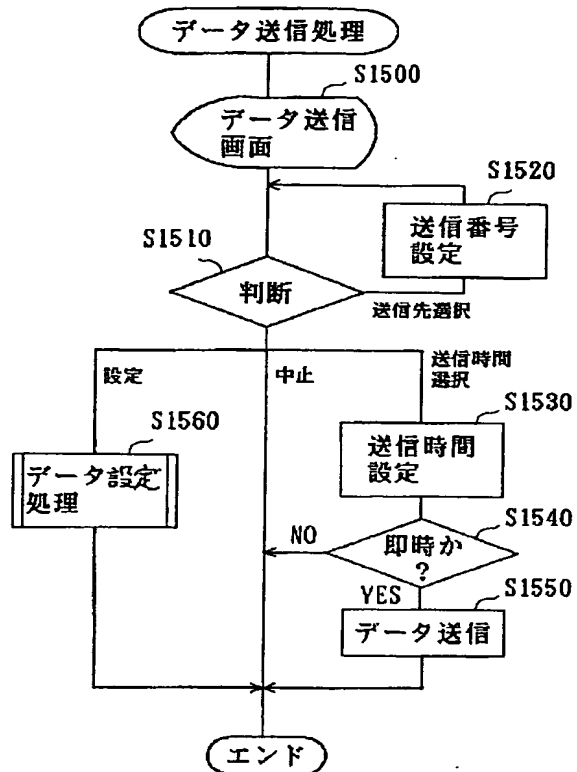 データ送信処理
S1500
データ送信
画面
S1520
送信番号
設定
S1510
判断
送信先選択
設定
中止
送信時間
選択
S1530
送信時間
設定
S1560
データ設定
処理
S1540
即時か
?
NO
YES
S1550
データ送信
エンド